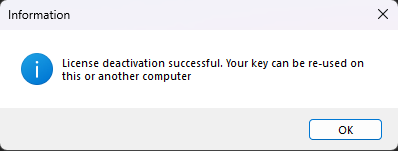 Information
License deactivation successful. Your key can be re-used on
this or another computer
OK